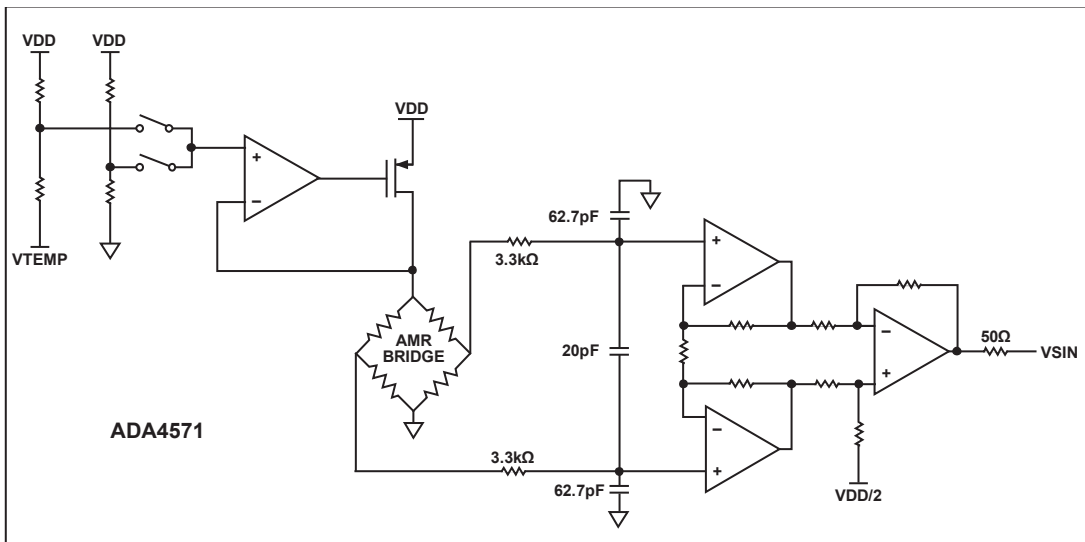 VDD
VDD
VDD
+
−
VTEMP
62.7pF
3.3kΩ
+
−
AMR
BRIDGE
20pF
−
+
50Ω
VSIN
ADA4571
3.3kΩ
−
+
62.7pF
VDD/2